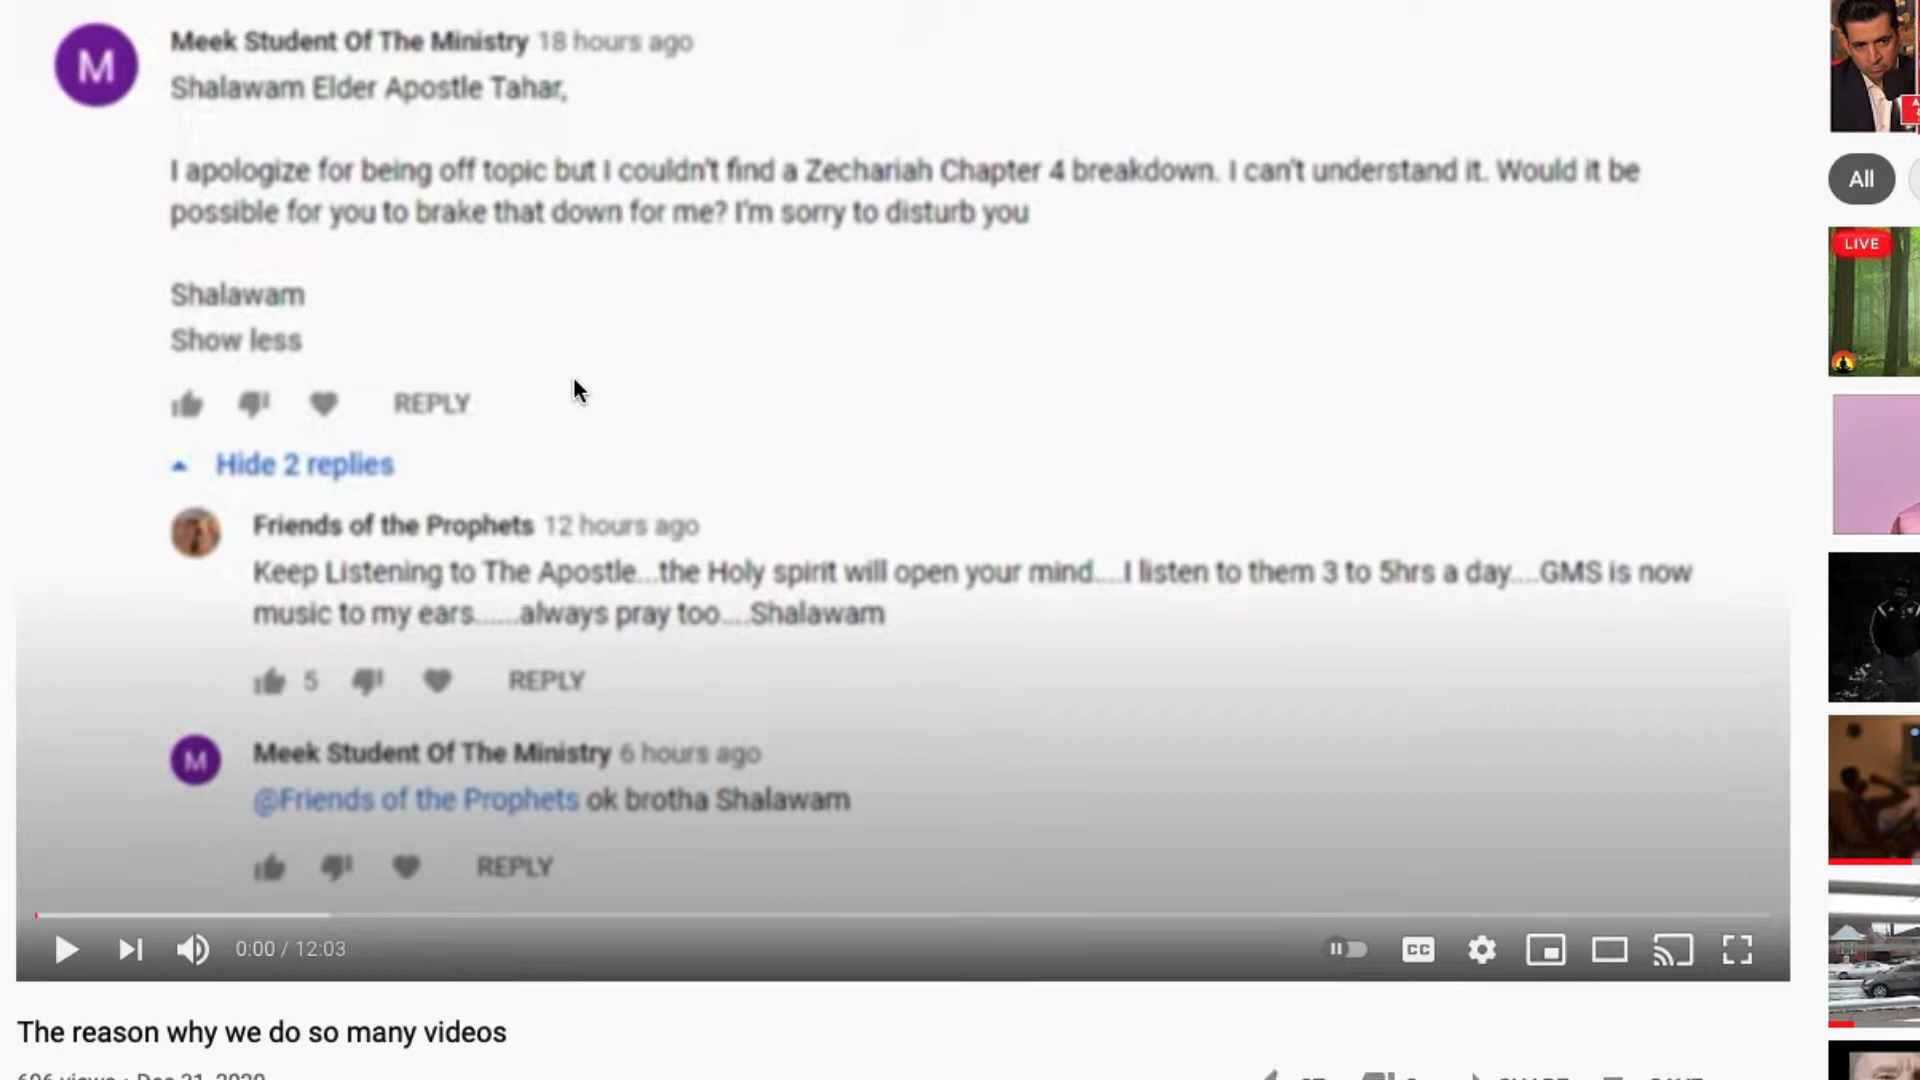 Meek Student Of The Ministry 18 hours ago
Shalawam Elder Apostle Tahar,
I apologize for being off topic but I couldn't find a Zechariah Chapter 4 breakdown. I can't understand it. Would it be
possible for you to brake that down for me? I'm sorry to disturb you
Shalawam
Show less
REPLY
Hide 2 replies
Friends of the Prophets 12 hours ago
Keep Listening to The Apostle...the Holy spirit will open your mind....I listen to them 3 to 5hrs a day....GMS is now
music to my ears......always pray too....Shalawam
5 REPLY
M Meek Student Of The Ministry 6 hours ago
@Friends of the Prophets ok brotha Shalawam
REPLY
0:00 / 12:03
CC
The reason why we do so many videos
M
All
LIVE